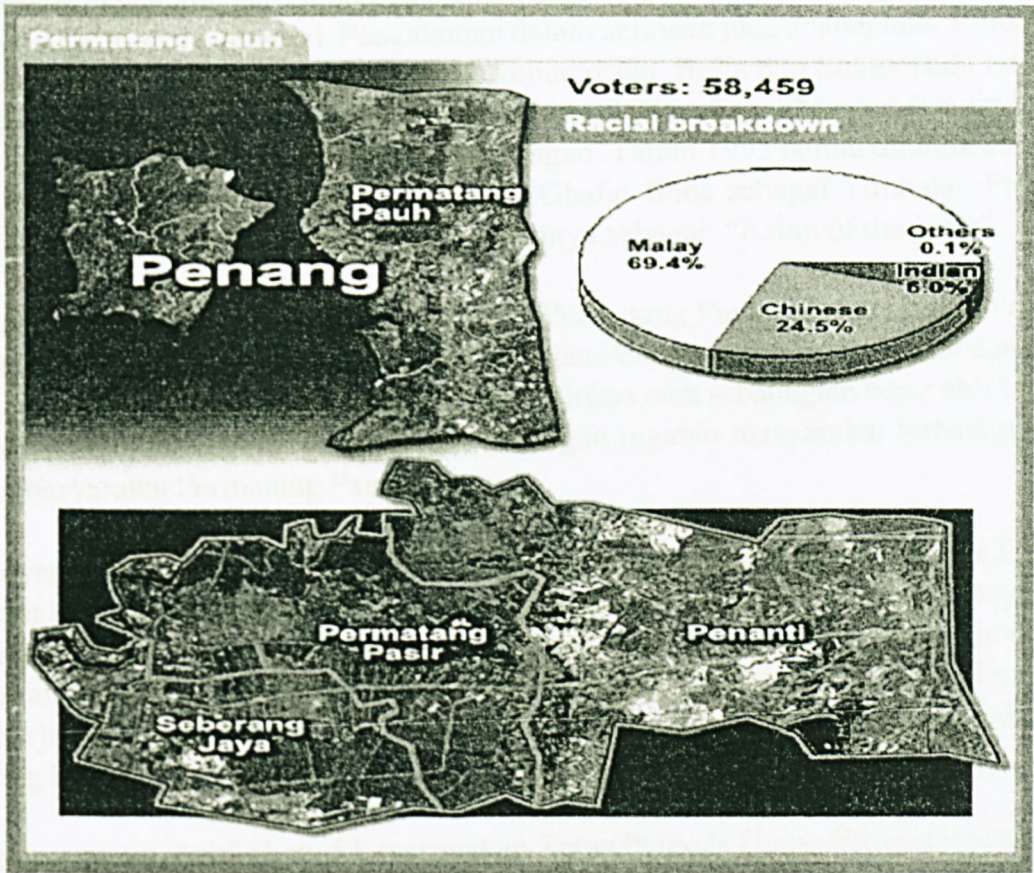 Permatang Pauh
Voters: 58,459
Racial breakdown
Permatang
Pauh
Penang
Malay
69.4%
Others
0.1%
Indian
6.0%
Chinese
24.5%
Permatang
Pasir
Penanti
Seberang
Jaya